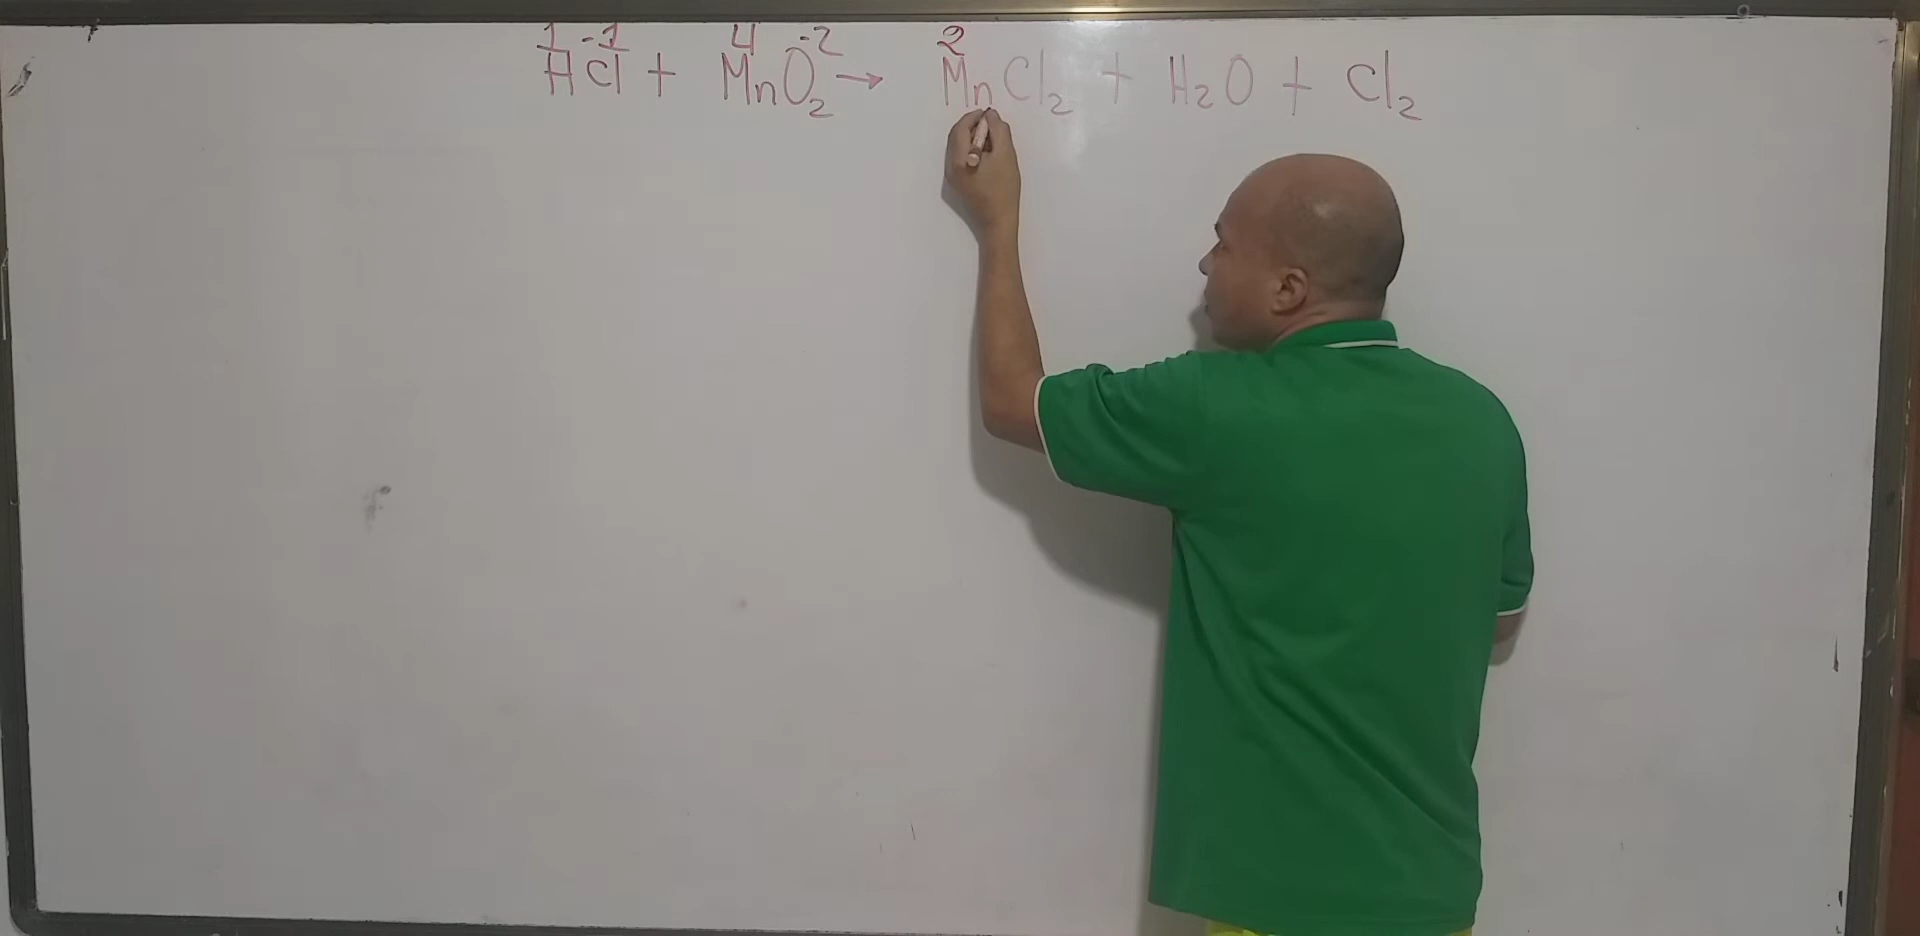 1 -1 4 -2 2
HCl + MnO₂ → MnCl₂ + H₂O + Cl₂